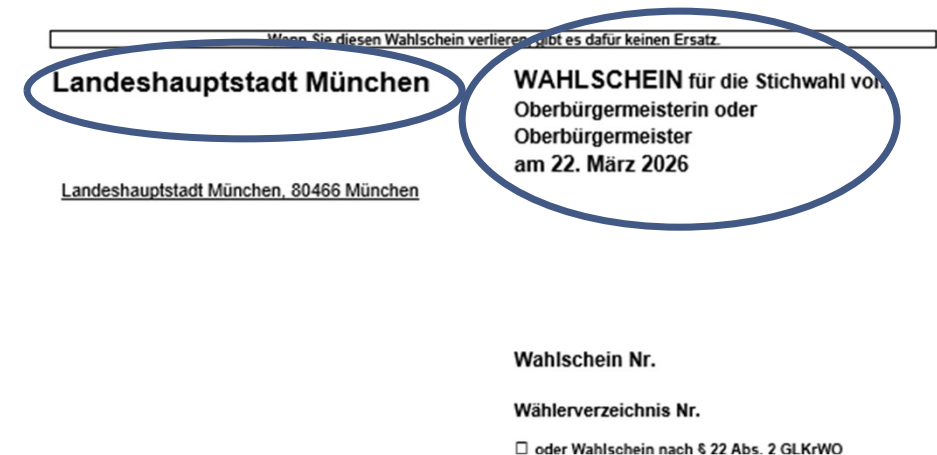 Wenn Sie diesen Wahlschein verlieren, gibt es dafür keinen Ersatz.
Landeshauptstadt München
WAHLSCHEIN für die Stichwahl von
Oberbürgermeisterin oder
Oberbürgermeister
am 22. März 2026
Landeshauptstadt München, 80466 München
Wahlschein Nr.
Wählerverzeichnis Nr.
☐ oder Wahlschein nach § 22 Abs. 2 GLKrWO